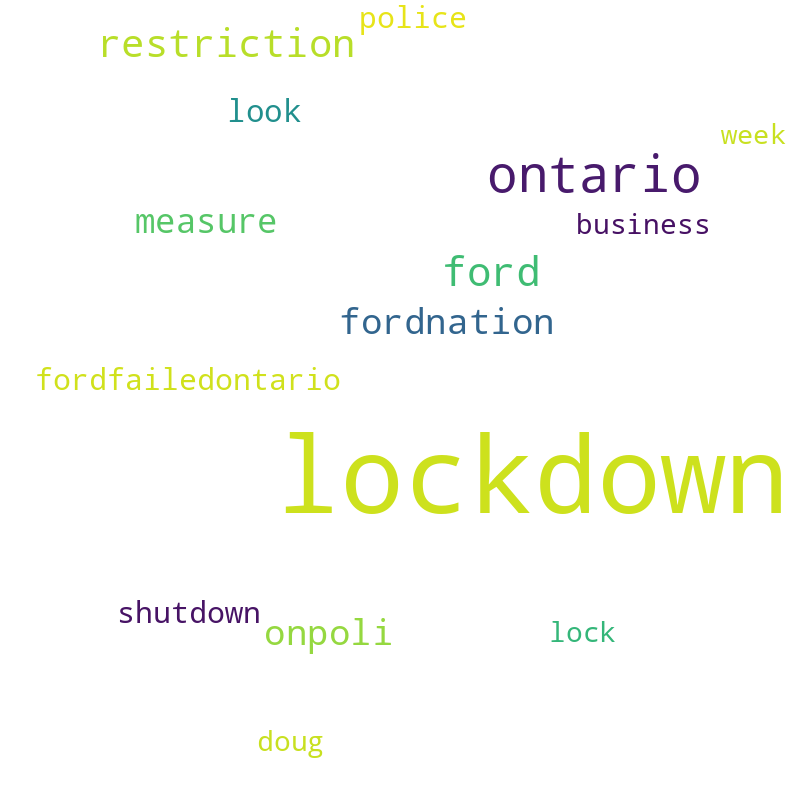 police
restriction
look
week
ontario
measure
business
ford
fordnation
fordfailedontario
lockdown
shutdown
onpoli
lock
doug